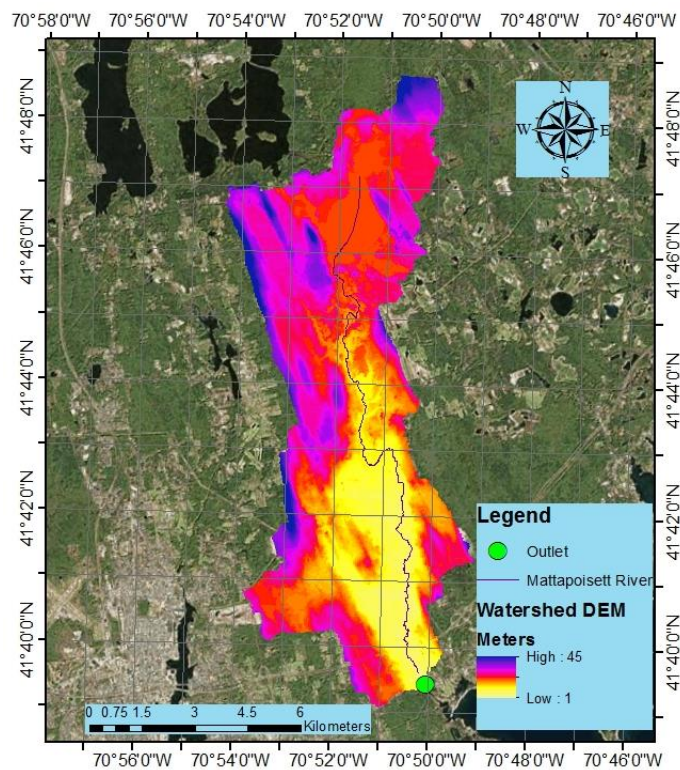 70°58'0"W 70°56'0"W 70°54'0"W 70°52'0"W 70°50'0"W 70°48'0"W 70°46'0"W
41°48'0"N 41°48'0"N
41°46'0"N 41°46'0"N
41°44'0"N 41°44'0"N
41°42'0"N 41°42'0"N
41°40'0"N 41°40'0"N
N
W E
S
Legend
Outlet
Mattapoisett River
Watershed DEM
Meters
High : 45
Low : 1
0 0.75 1.5 3 4.5 6
Kilometers
70°56'0"W 70°54'0"W 70°52'0"W 70°50'0"W 70°48'0"W 70°46'0"W